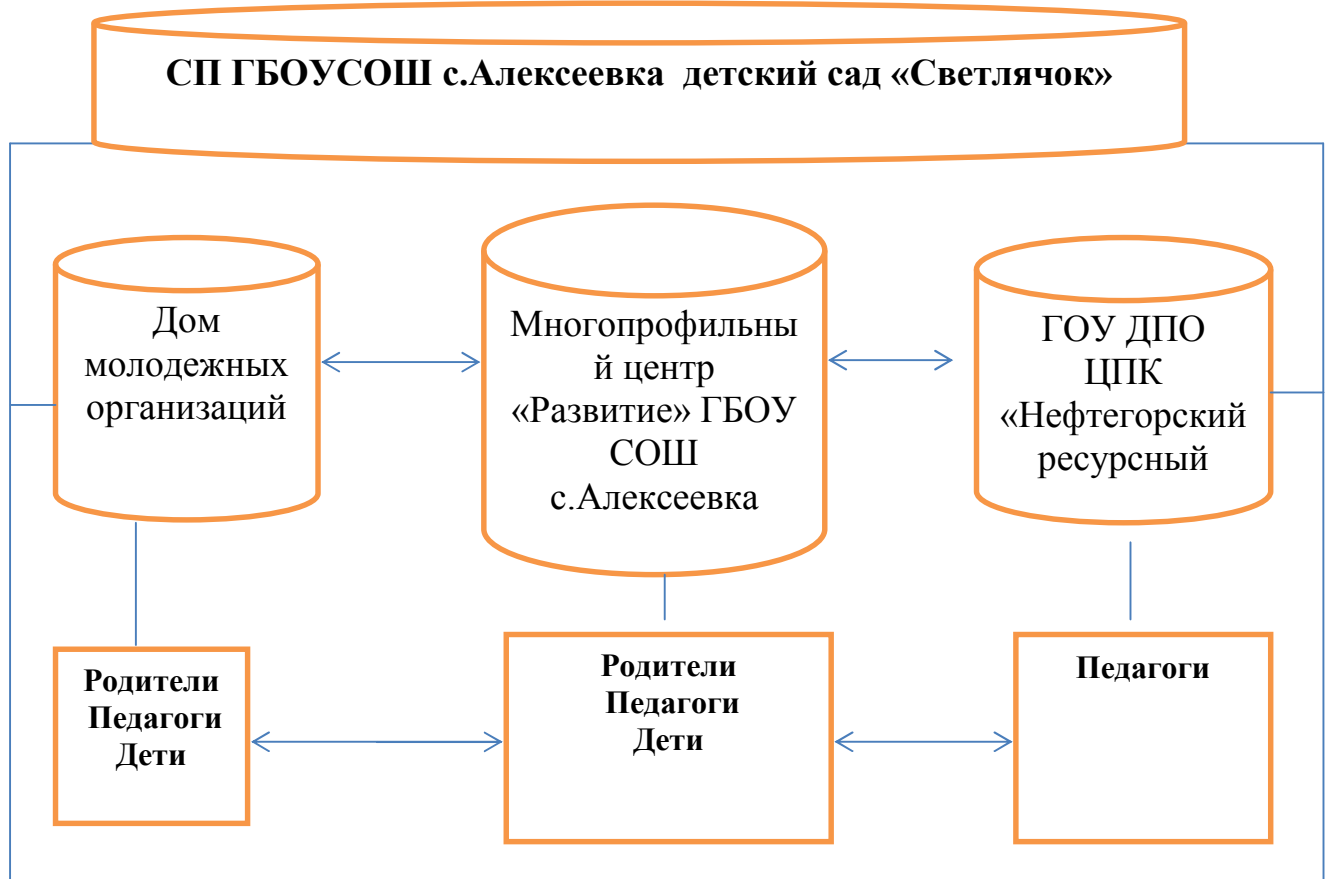 СП ГБОУСОШ с.Алексеевка детский сад «Светлячок»
Дом
молодежных
организаций
Многопрофильны
й центр
«Развитие» ГБОУ
СОШ
с.Алексеевка
ГОУ ДПО
ЦПК
«Нефтегорский
ресурсный
Родители
Педагоги
Дети
Родители
Педагоги
Дети
Педагоги